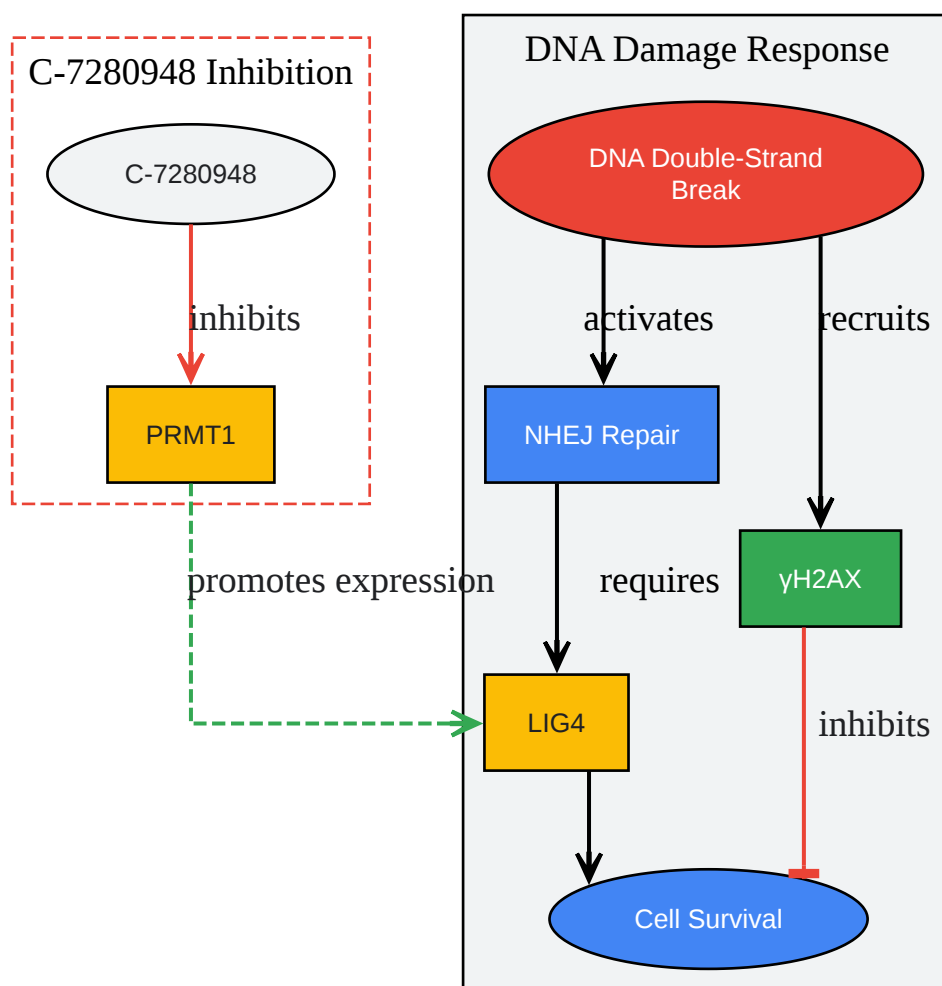 C-7280948 Inhibition
C-7280948
inhibits
PRMT1
promotes expression
DNA Damage Response
DNA Double-Strand
Break
activates
recruits
NHEJ Repair
requires
γH2AX
LIG4
inhibits
Cell Survival